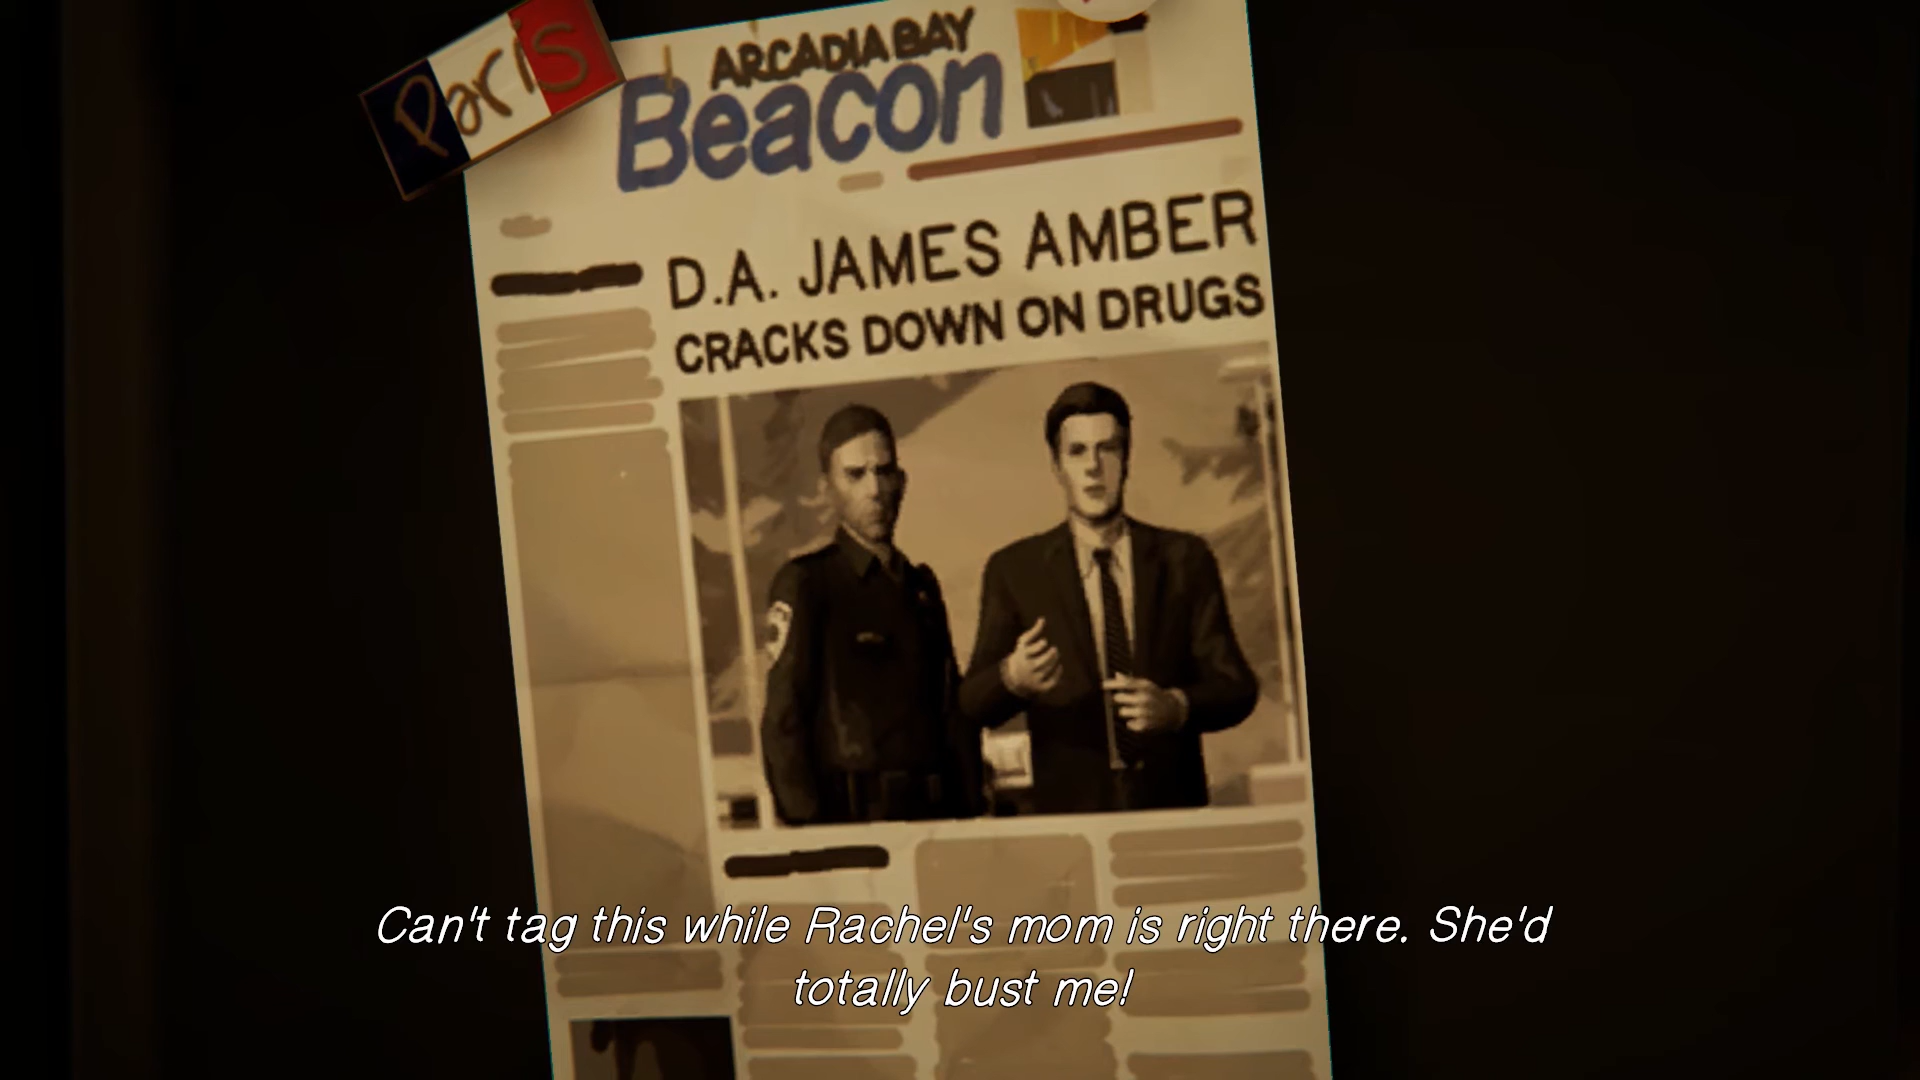 Paris
ARCADIA BAY
Beacon
D.A. JAMES AMBER
CRACKS DOWN ON DRUGS
Can't tag this while Rachel's mom is right there. She'd
totally bust me!